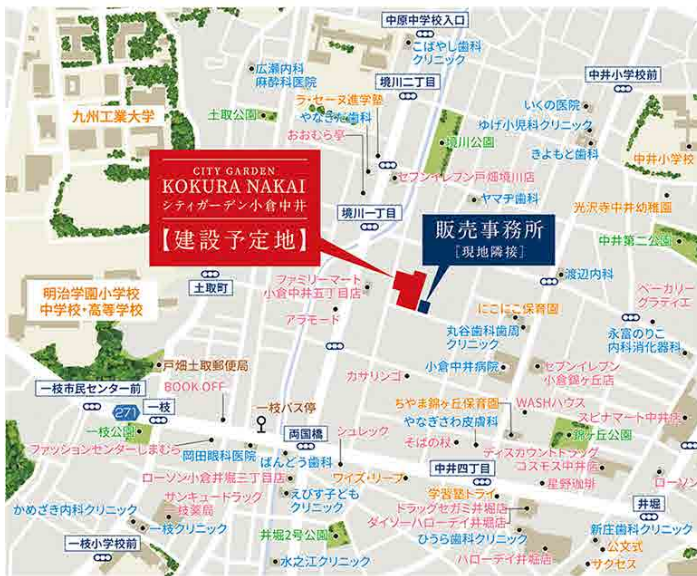 中原中学校入口
こばやし歯科
クリニック
広瀬内科
麻酔科医院
境川二丁目
中井小学校前
九州工業大学
土取公園
ラ・セーヌ進学塾
やなぎた歯科
おおむら亭
いくの医院
ゆげ小児科クリニック
境川公園
きよもと歯科
中井小学校
CITY GARDEN
KOKURA NAKAI
シティガーデン小倉中井
【建設予定地】
セブンイレブン戸畑境川店
ヤマヂ歯科
光沢寺中井幼稚園
境川一丁目
販売事務所
[現地隣接]
中井第二公園
土取町
ファミリーマート
小倉中井五丁目店
アラモード
渡辺内科
ベーカリー
グラティエ
明治学園小学校
中学校・高等学校
にこにこ保育園
丸谷歯科歯周
クリニック
永富のりこ
内科消化器科
戸畑土取郵便局
BOOK OFF
カサリンゴ
小倉中井病院
セブンイレブン
小倉錦ヶ丘店
一枝市民センター前
271
一枝
一枝バス停
ちやま錦ヶ丘保育園
WASHハウス
スピナマート中井店
一枝公園
両国橋
シュレック
やなぎさわ皮膚科
そばの杖
錦ヶ丘公園
ファッションセンターしまむら
岡田眼科医院
ばんどう歯科
ディスカウントドラッグ
コスモス中井店
ローソン小倉井堀三丁目店
ワイズ・リーブ
中井四丁目
星野珈琲
ローソン
サンキュードラッグ
一枝薬局
えびす子ども
クリニック
学習塾トライ
井堀
かめざき内科クリニック
一枝クリニック
ドラッグセガミ井堀店
ダイソーハローデイ井堀店
新庄歯科クリニック
井堀2号公園
ひうら歯科クリニック
公文式
一枝小学校前
水之江クリニック
ハローデイ井堀店
サクセス